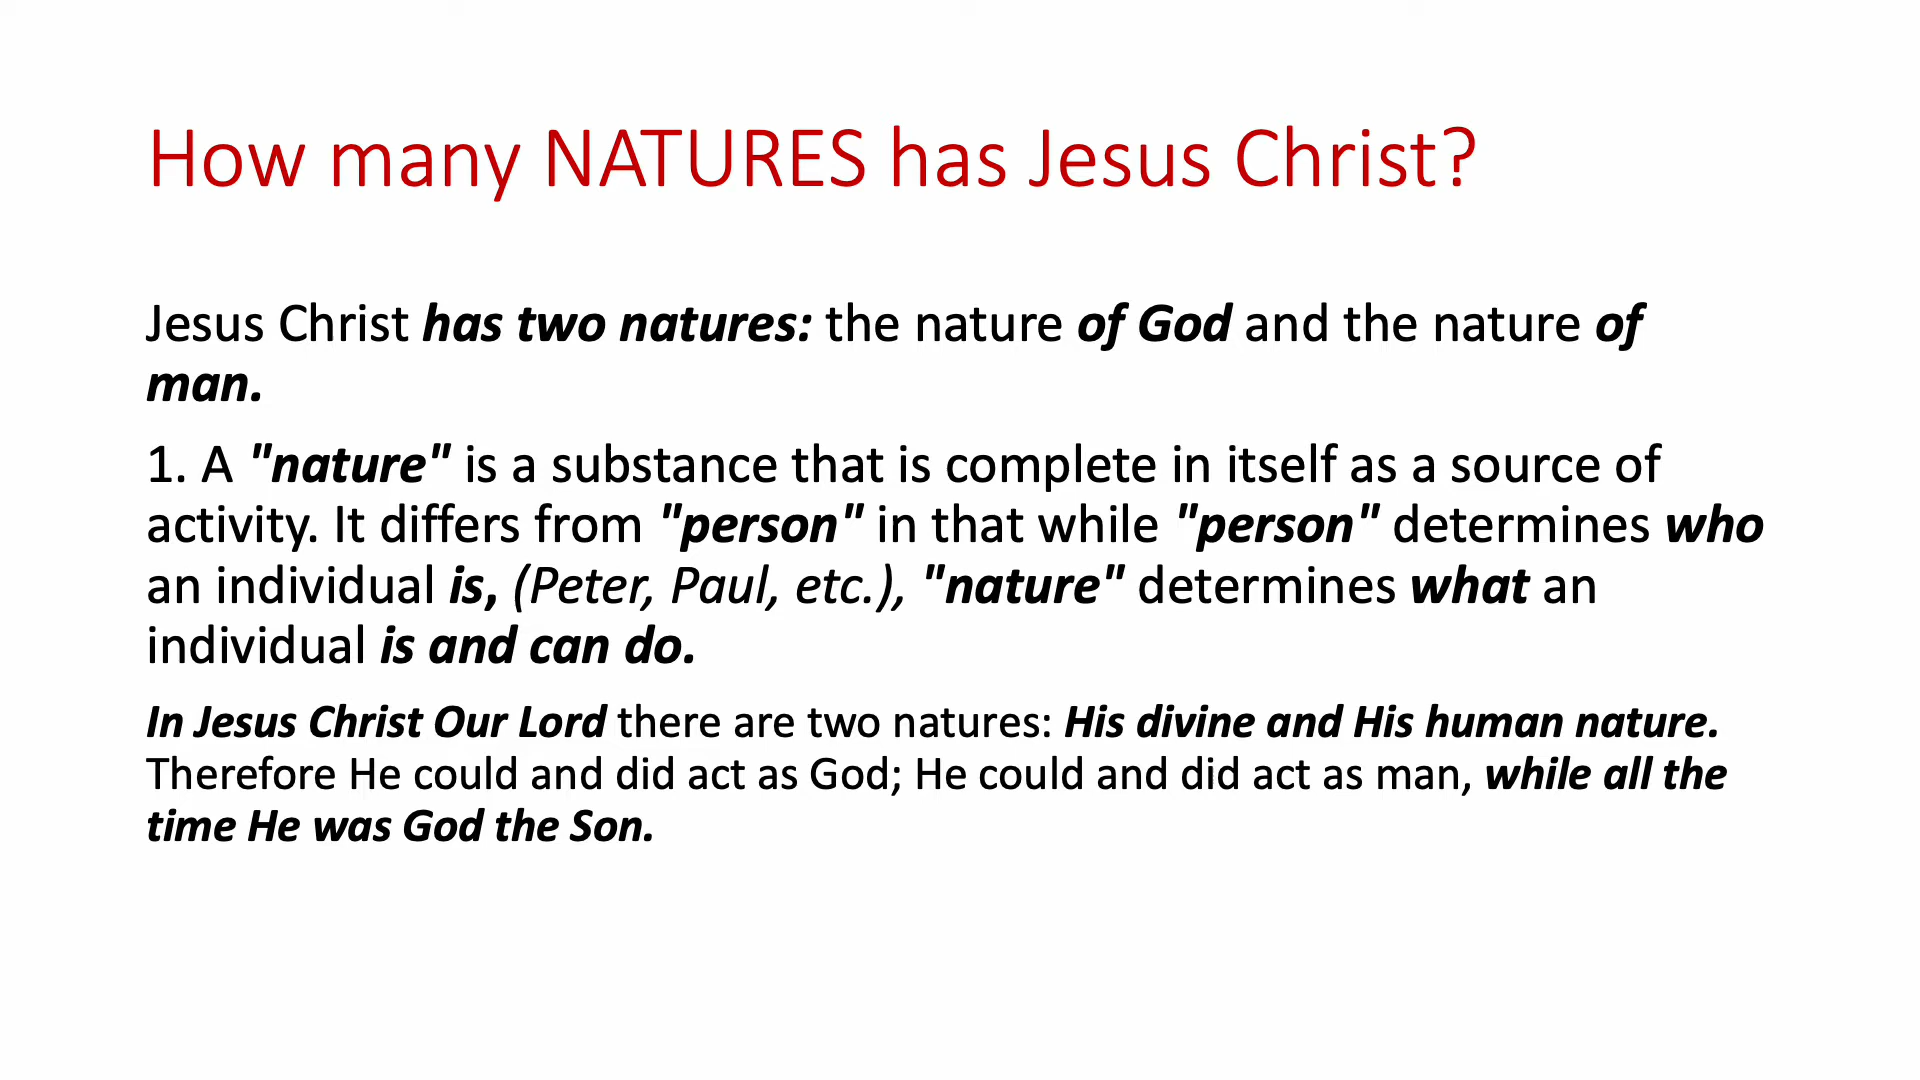 How many NATURES has Jesus Christ?
Jesus Christ has two natures: the nature of God and the nature of
man.
1. A "nature" is a substance that is complete in itself as a source of
activity. It differs from "person" in that while "person" determines who
an individual is, (Peter, Paul, etc.), "nature" determines what an
individual is and can do.
In Jesus Christ Our Lord there are two natures: His divine and His human nature.
Therefore He could and did act as God; He could and did act as man, while all the
time He was God the Son.